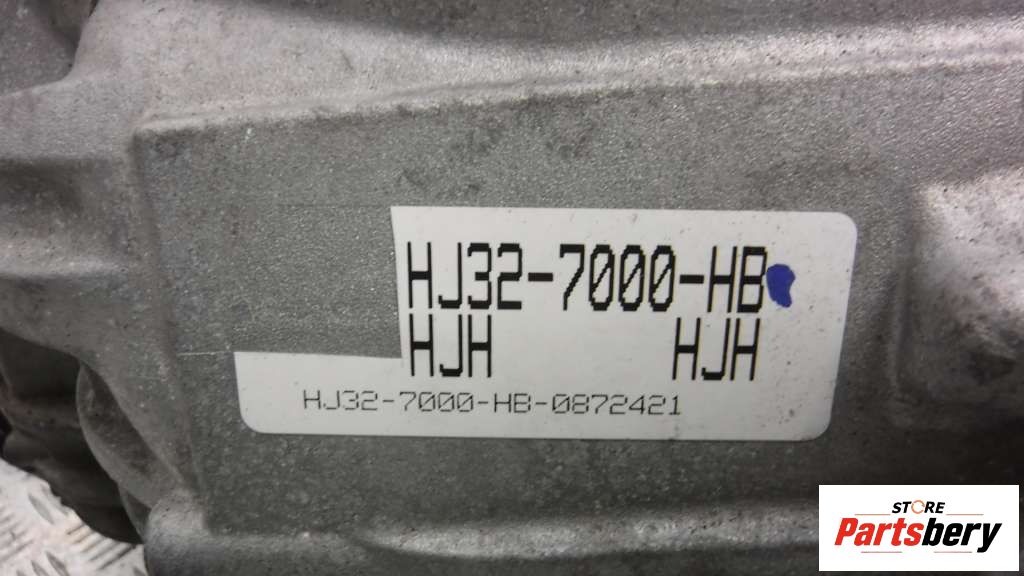 HJ32-7000-HB
HJH HJH
HJ32-7000-HB-0872421
STORE
Partsbery